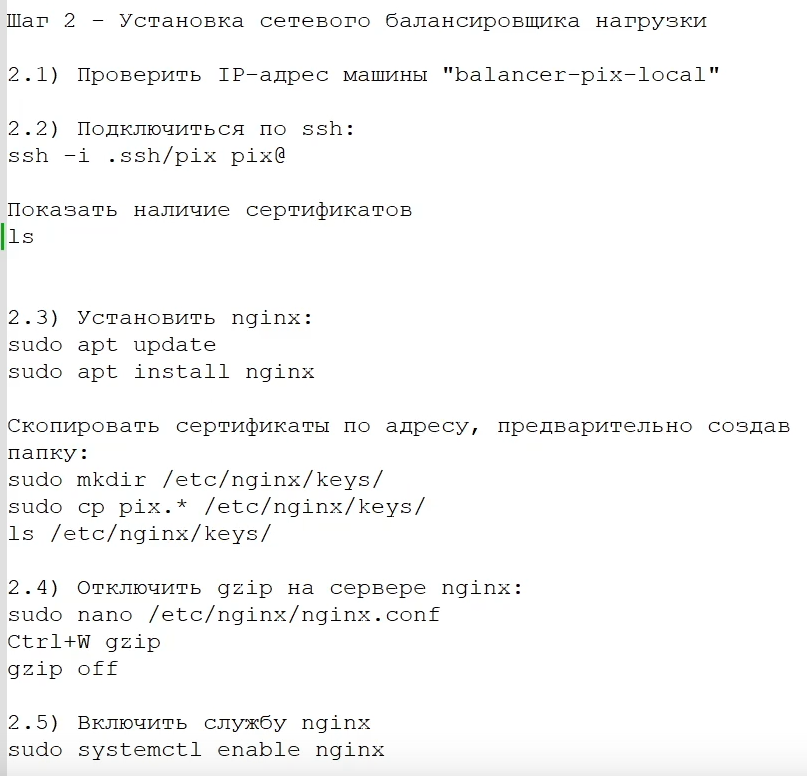 Шаг 2 - Установка сетевого балансировщика нагрузки
2.1) Проверить IP-адрес машины "balancer-pix-local"
2.2) Подключиться по ssh:
ssh -i .ssh/pix pix@
Показать наличие сертификатов
ls
2.3) Установить nginx:
sudo apt update
sudo apt install nginx
Скопировать сертификаты по адресу, предварительно создав
папку:
sudo mkdir /etc/nginx/keys/
sudo cp pix.* /etc/nginx/keys/
ls /etc/nginx/keys/
2.4) Отключить gzip на сервере nginx:
sudo nano /etc/nginx/nginx.conf
Ctrl+W gzip
gzip off
2.5) Включить службу nginx
sudo systemctl enable nginx